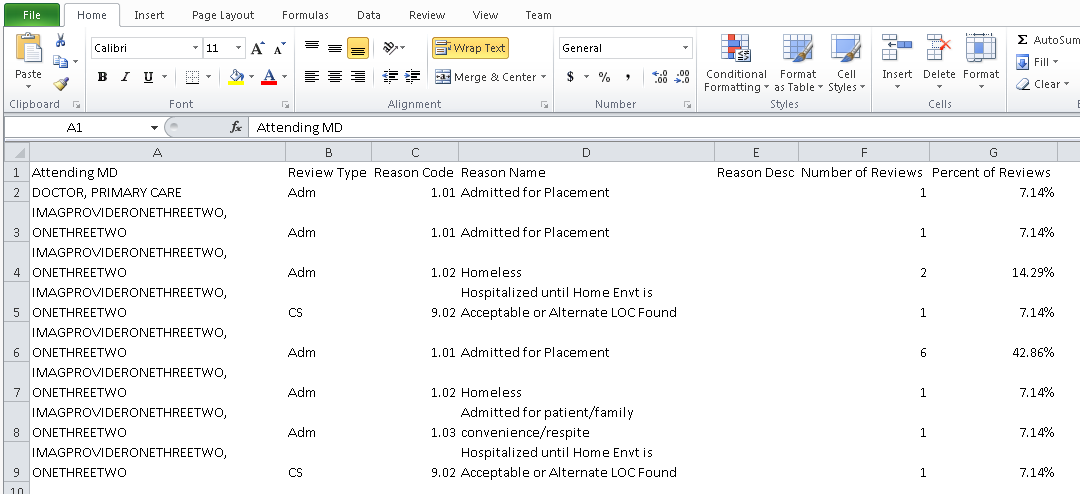 File Home Insert Page Layout Formulas Data Review View Team
Calibri 11 A A Wrap Text General Σ AutoSum
Paste Fill
B I U A Merge & Center $ % , .00 .0 Conditional Formatting Format as Table Cell Styles Insert Delete Format Clear
Clipboard Font Alignment Number Styles Cells
A1 fx Attending MD
A B C D E F G
1 Attending MD Review Type Reason Code Reason Name Reason Desc Number of Reviews Percent of Reviews
2 DOCTOR, PRIMARY CARE Adm 1.01 Admitted for Placement 1 7.14%
IMAGPROVIDERONETHREETWO,
3 ONETHREETWO Adm 1.01 Admitted for Placement 1 7.14%
IMAGPROVIDERONETHREETWO,
4 ONETHREETWO Adm 1.02 Homeless 2 14.29%
IMAGPROVIDERONETHREETWO, Hospitalized until Home Envt is
5 ONETHREETWO CS 9.02 Acceptable or Alternate LOC Found 1 7.14%
IMAGPROVIDERONETHREETWO,
6 ONETHREETWO Adm 1.01 Admitted for Placement 6 42.86%
IMAGPROVIDERONETHREETWO,
7 ONETHREETWO Adm 1.02 Homeless 1 7.14%
IMAGPROVIDERONETHREETWO, Admitted for patient/family
8 ONETHREETWO Adm 1.03 convenience/respite 1 7.14%
IMAGPROVIDERONETHREETWO, Hospitalized until Home Envt is
9 ONETHREETWO CS 9.02 Acceptable or Alternate LOC Found 1 7.14%
10